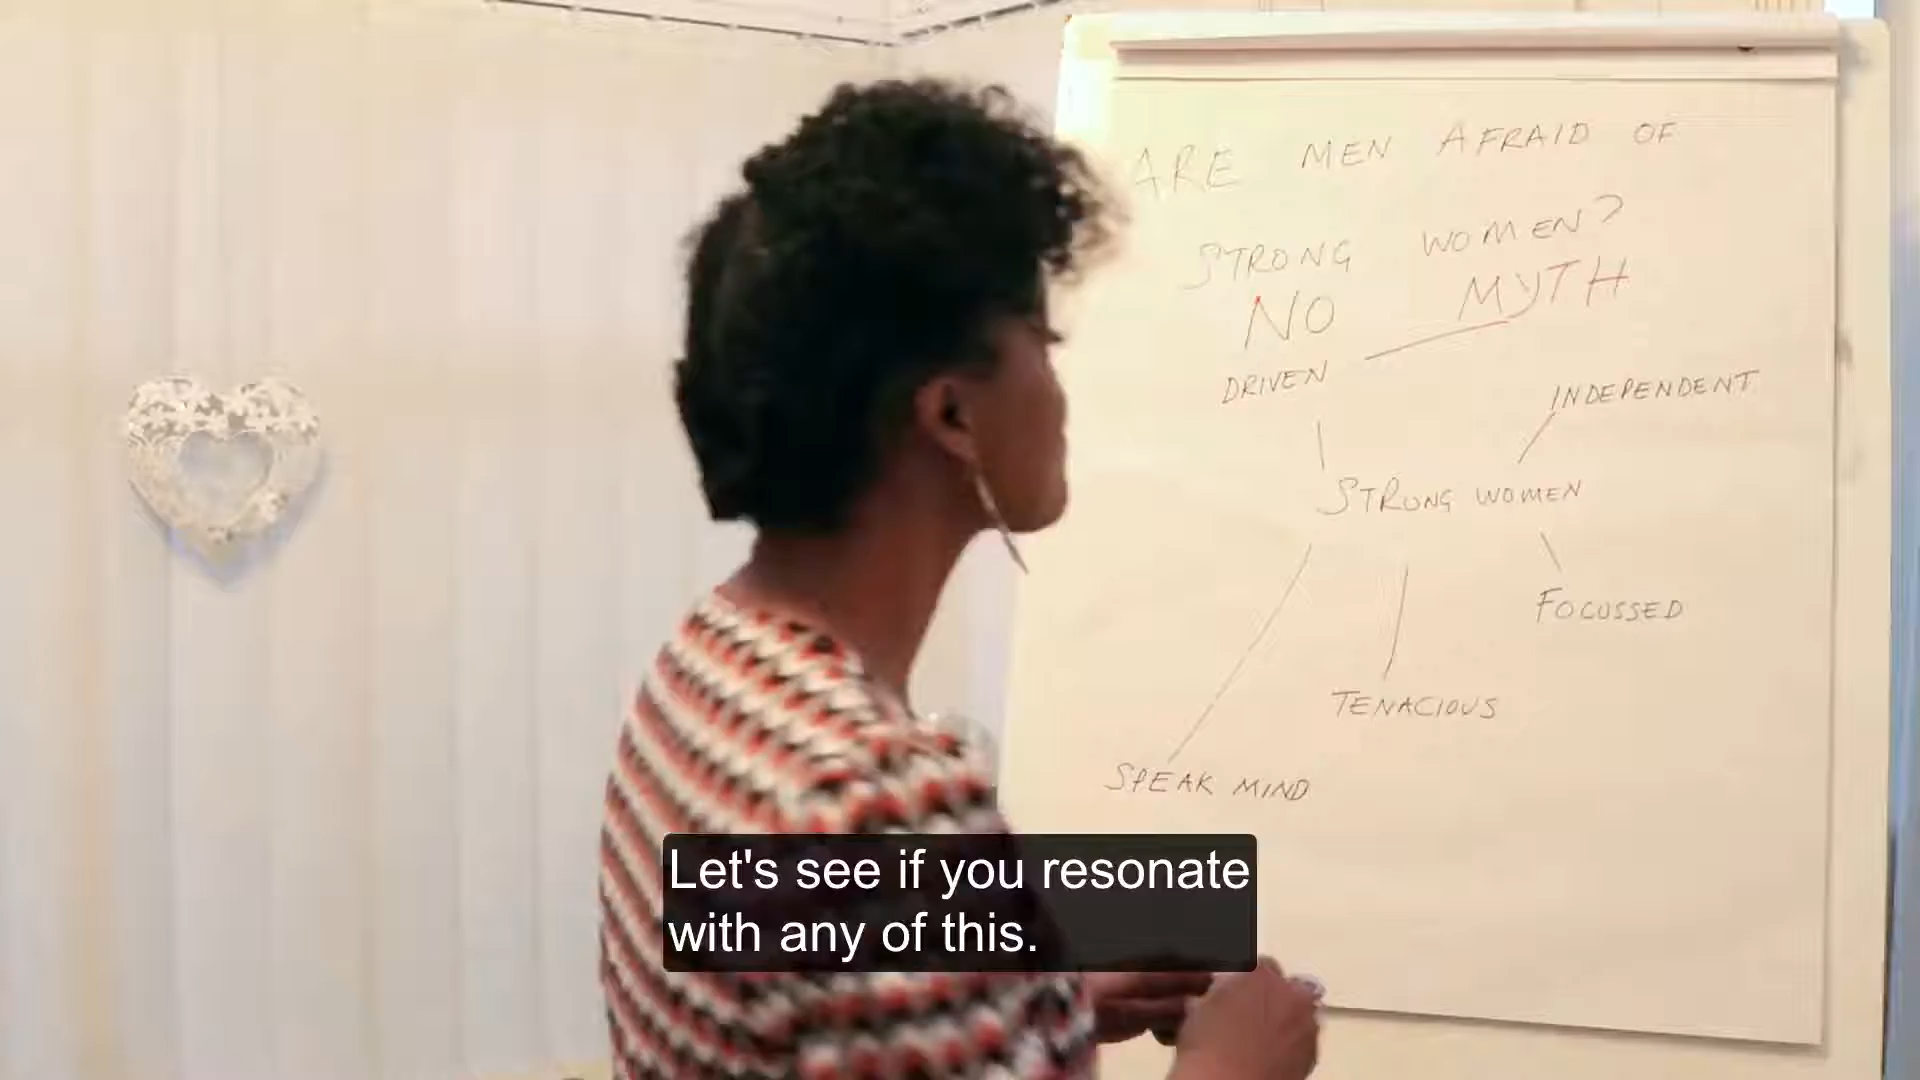 ARE MEN AFRAID OF
STRONG WOMEN?
NO MYTH
DRIVEN
INDEPENDENT
STRONG WOMEN
FOCUSSED
TENACIOUS
SPEAK MIND
Let's see if you resonate
with any of this.